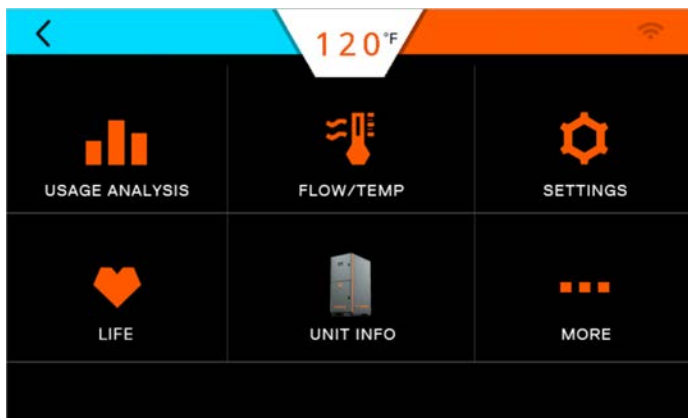 120°F
USAGE ANALYSIS
FLOW/TEMP
SETTINGS
LIFE
UNIT INFO
MORE